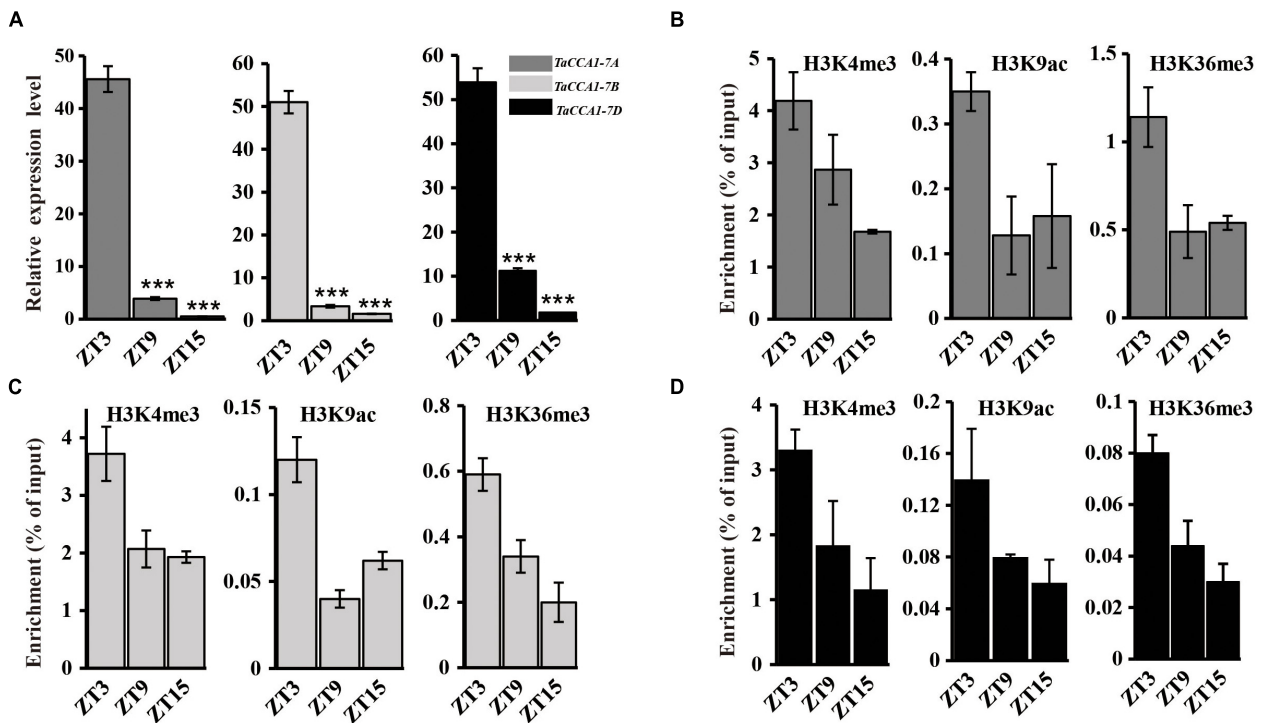 A
Relative expression level
50
40
30
20
10
0
***
***
ZT3
ZT9
ZT15
60
50
40
30
20
10
0
***
***
ZT3
ZT9
ZT15
60
50
40
30
20
10
0
***
***
ZT3
ZT9
ZT15
TaCCA1-7A
TaCCA1-7B
TaCCA1-7D
B
Enrichment (% of input)
H3K4me3
5
4
3
2
1
0
ZT3
ZT9
ZT15
H3K9ac
0.4
0.3
0.2
0.1
0
ZT3
ZT9
ZT15
H3K36me3
1.5
1
0.5
0
ZT3
ZT9
ZT15
C
Enrichment (% of input)
H3K4me3
4
3
2
1
0
ZT3
ZT9
ZT15
H3K9ac
0.15
0.1
0.05
0
ZT3
ZT9
ZT15
H3K36me3
0.8
0.6
0.4
0.2
0
ZT3
ZT9
ZT15
D
Enrichment (% of input)
H3K4me3
4
3
2
1
0
ZT3
ZT9
ZT15
H3K9ac
0.2
0.16
0.12
0.08
0.04
0
ZT3
ZT9
ZT15
H3K36me3
0.1
0.08
0.06
0.04
0.02
0
ZT3
ZT9
ZT15